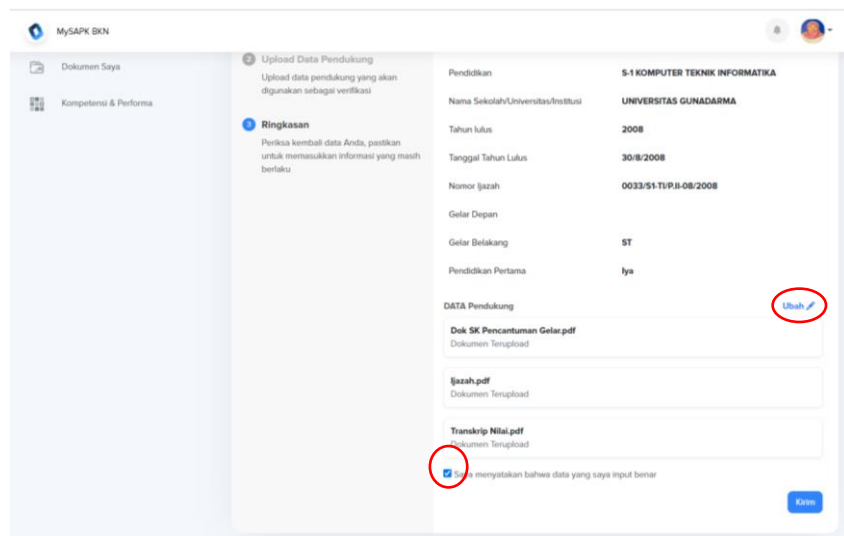 MySAPK BKN
Dokumen Saya
Kompetensi & Performa
2 Upload Data Pendukung
Upload data pendukung yang akan
digunakan sebagai verifikasi
3 Ringkasan
Periksa kembali data Anda, pastikan
untuk memasukkan informasi yang masih
berlaku
Pendidikan S-1 KOMPUTER TEKNIK INFORMATIKA
Nama Sekolah/Universitas/Institusi UNIVERSITAS GUNADARMA
Tahun lulus 2008
Tanggal Tahun Lulus 30/8/2008
Nomor Ijazah 0033/S1-TI/P.II-08/2008
Gelar Depan
Gelar Belakang ST
Pendidikan Pertama Iya
DATA Pendukung Ubah
Dok SK Pencantuman Gelar.pdf
Dokumen Terupload
Ijazah.pdf
Dokumen Terupload
Transkrip Nilai.pdf
Dokumen Terupload
Saya menyatakan bahwa data yang saya input benar
Kirim